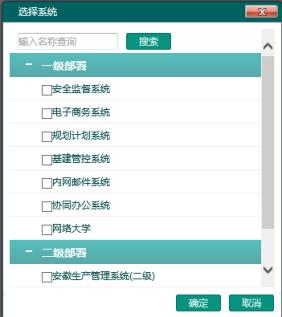 选择系统
输入名称查询 搜索
一级部署
安全监督系统
电子商务系统
规划计划系统
基建管控系统
内网邮件系统
协同办公系统
网络大学
二级部署
安徽生产管理系统(二级)
确定 取消